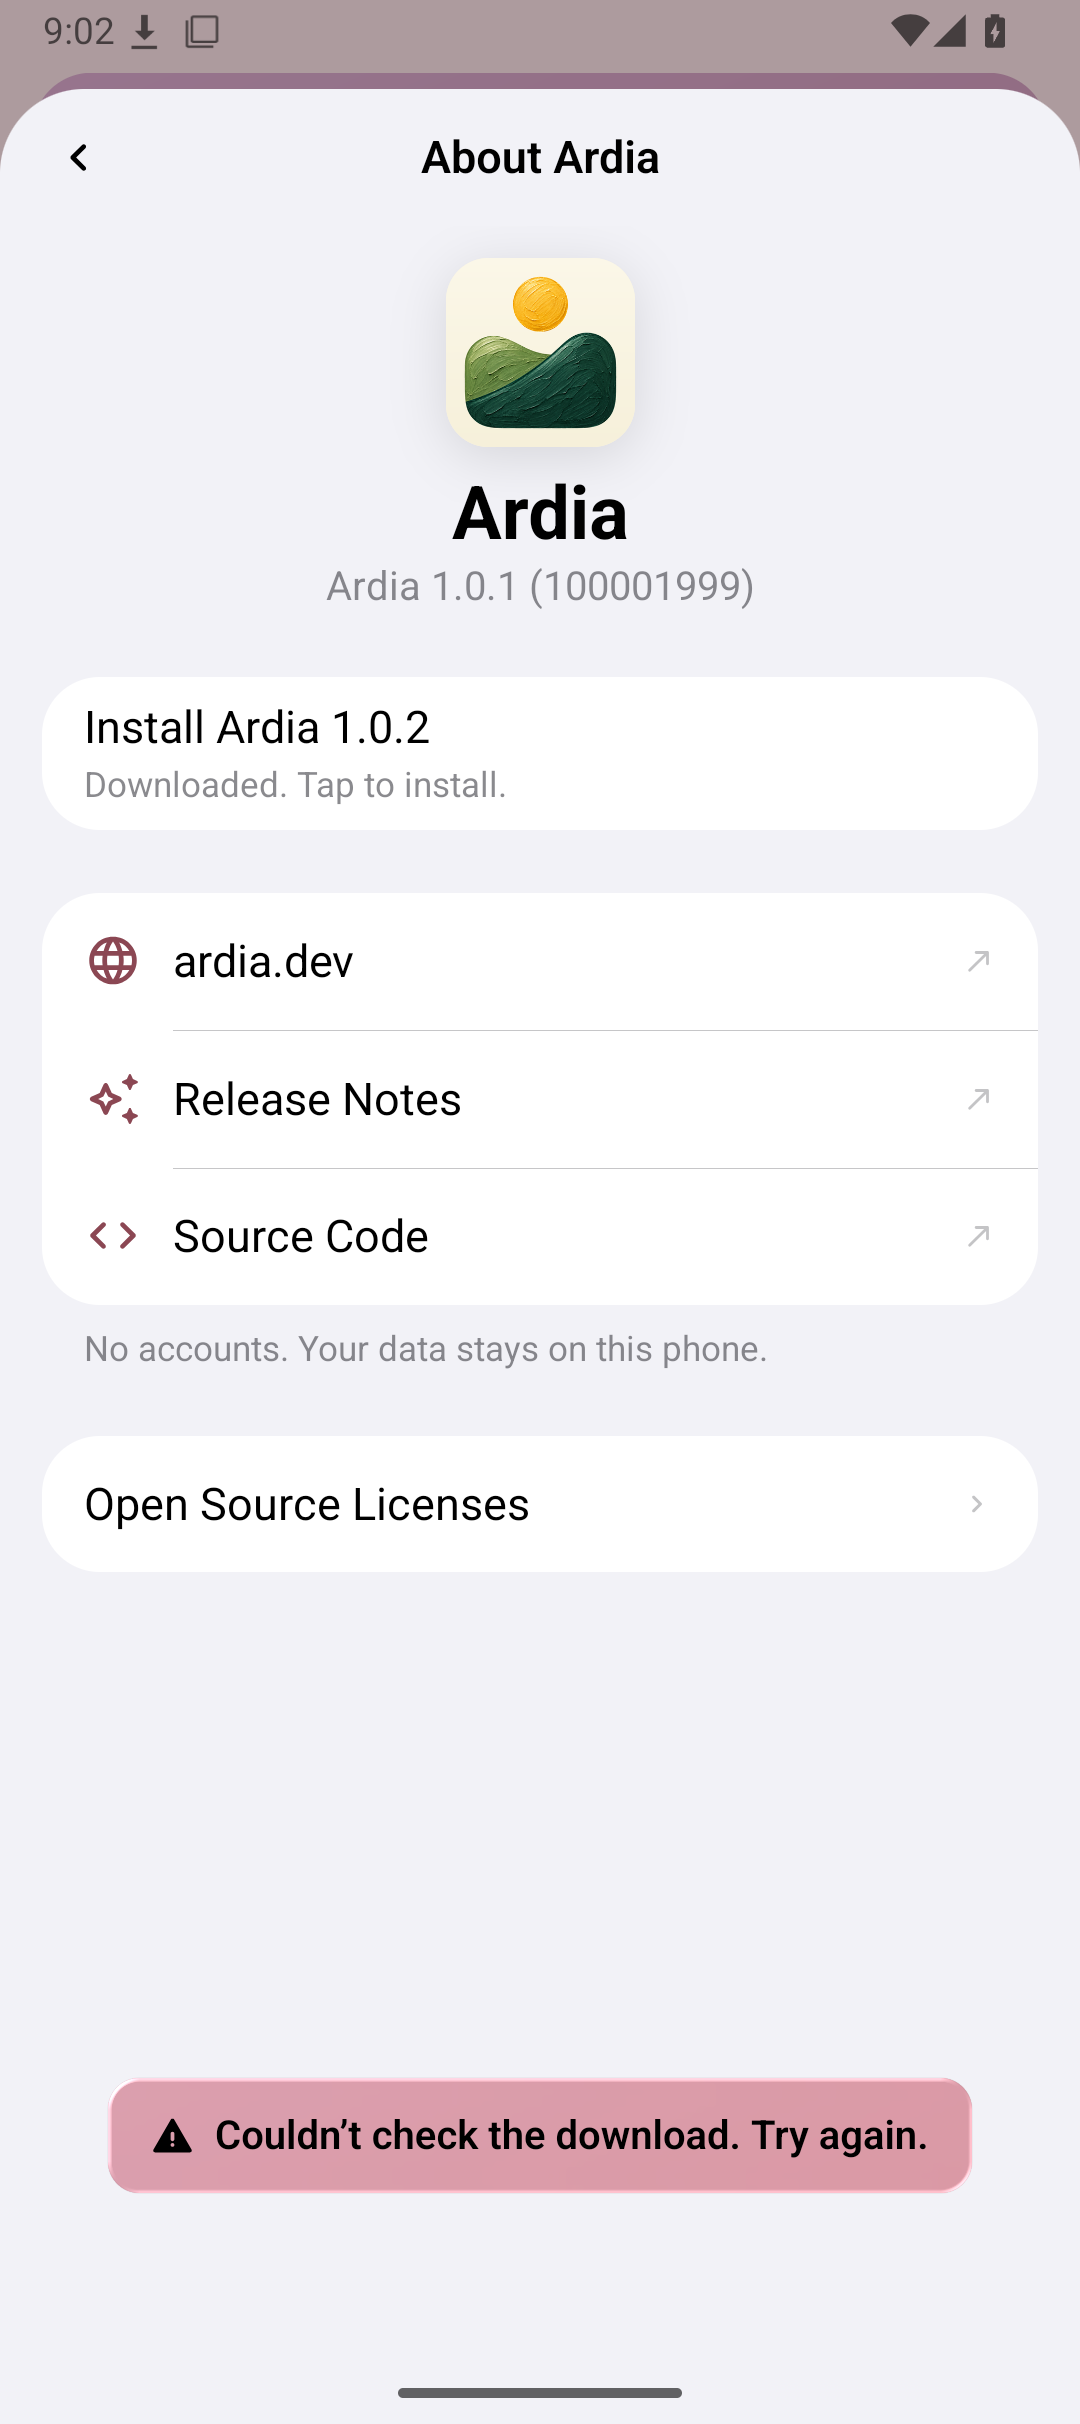 9:02
About Ardia
Ardia
Ardia 1.0.1 (100001999)
Install Ardia 1.0.2
Downloaded. Tap to install.
ardia.dev
Release Notes
Source Code
No accounts. Your data stays on this phone.
Open Source Licenses
Couldn’t check the download. Try again.